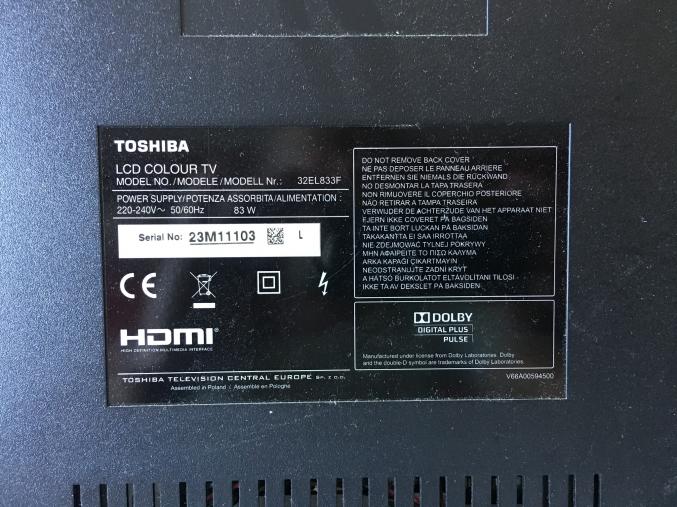 TOSHIBA
LCD COLOUR TV
MODEL NO./MODELE/MODELL Nr.: 32EL833F
POWER SUPPLY/POTENZA ASSORBITA/ALIMENTATION :
220-240V～ 50/60Hz 83 W
Serial No: 23M11103 L
CE
HDMI®
HIGH DEFINITION MULTIMEDIA INTERFACE
TOSHIBA TELEVISION CENTRAL EUROPE SP. Z O.O.
Assembled in Poland / Assemble en Pologne
DO NOT REMOVE BACK COVER
NE PAS DEPOSER LE PANNEAU ARRIERE
ENTFERNEN SIE NIEMALS DIE RÜCKWAND
NO DESMONTAR LA TAPA TRASERA
NON RIMUOVERE IL COPERCHIO POSTERIORE
NÃO RETIRAR A TAMPA TRASEIRA
VERWIJDER DE ACHTERZIJDE VAN HET APPARAAT NIET
FJERN IKKE COVERET PÅ BAGSIDEN
TA INTE BORT LUCKAN PÅ BAKSIDAN
TAKAKANTTA EI SAA IRROTTAA
NIE ZDEJMOWAĆ TYLNEJ POKRYWY
ΜΗΝ ΑΦΑΙΡΕΙΤΕ ΤΟ ΠΙΣΩ ΚΑΛΥΜΑ
ARKA KAPAĞI ÇIKARTMAYIN
NEODSTRANUJTE ZADNÍ KRYT
A HÁTSÓ BURKOLATOT ELTÁVOLÍTANI TILOS!
IKKE TA AV DEKSLET PÅ BAKSIDEN
DOLBY
DIGITAL PLUS
PULSE
Manufactured under license from Dolby Laboratories. Dolby
and the double-D symbol are trademarks of Dolby Laboratories.
V66A00594500